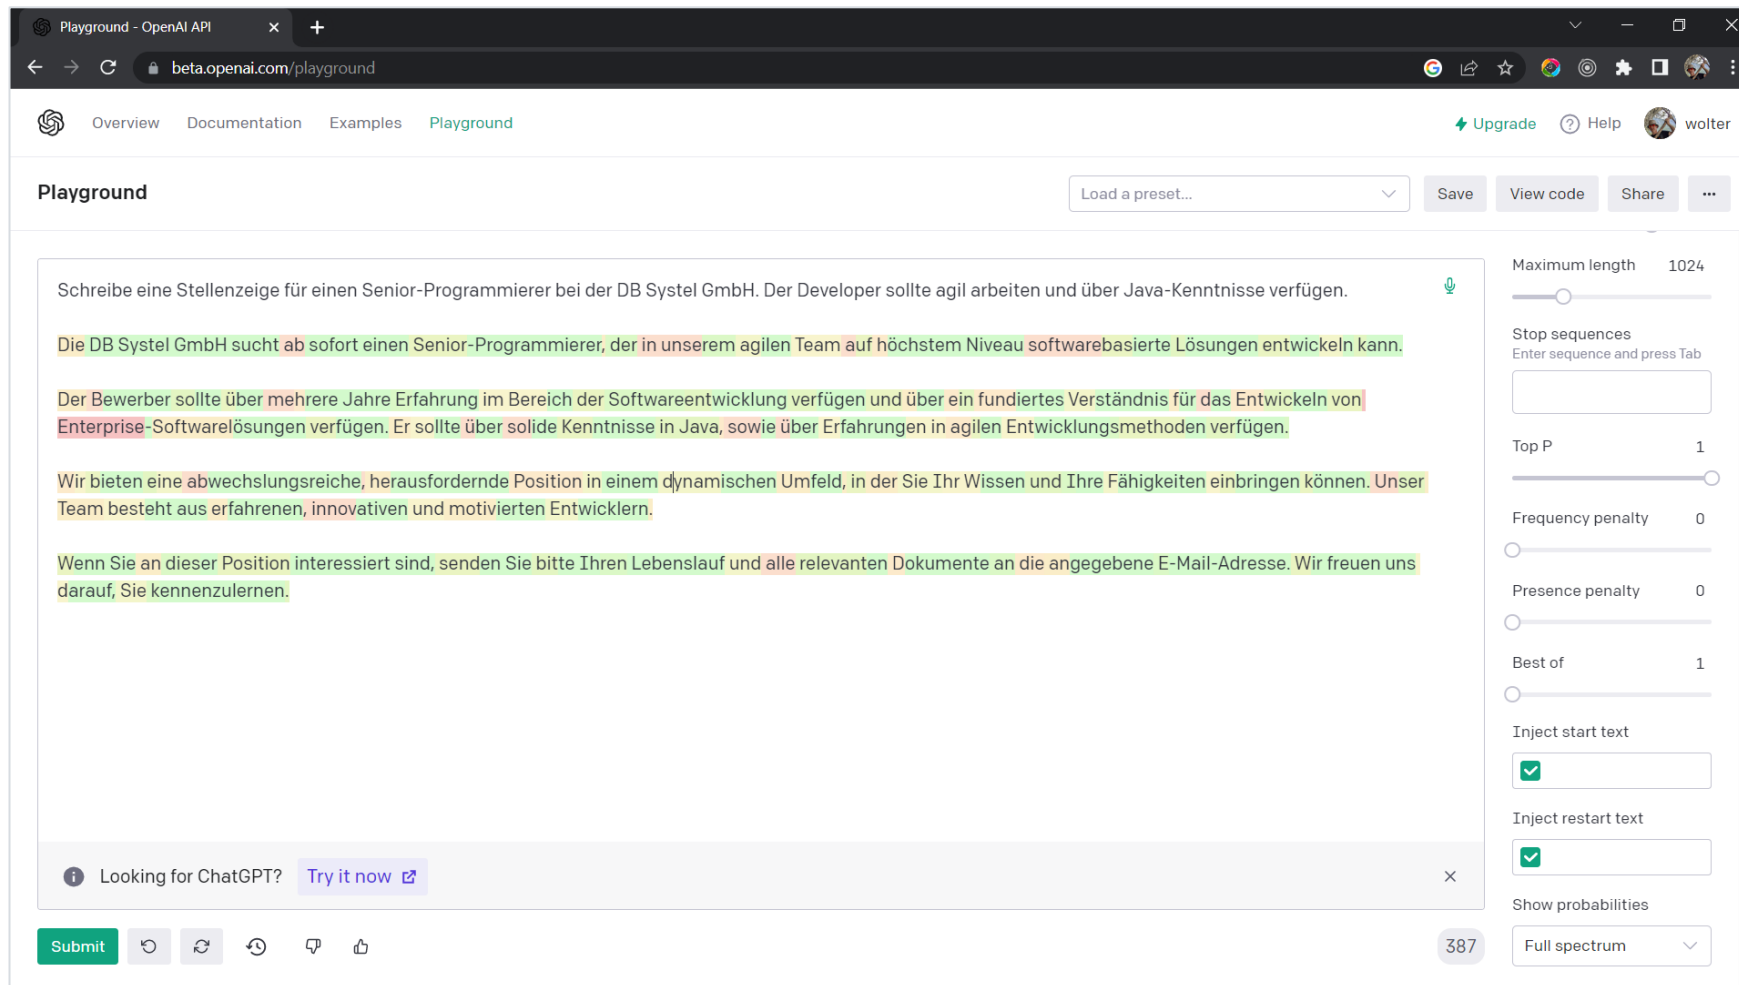 Playground - OpenAI API
beta.openai.com/playground
Overview Documentation Examples Playground
Upgrade Help wolter
Playground
Load a preset... Save View code Share ...
Schreibe eine Stellenzeige für einen Senior-Programmierer bei der DB Systel GmbH. Der Developer sollte agil arbeiten und über Java-Kenntnisse verfügen.
Die DB Systel GmbH sucht ab sofort einen Senior-Programmierer, der in unserem agilen Team auf höchstem Niveau softwarebasierte Lösungen entwickeln kann.
Der Bewerber sollte über mehrere Jahre Erfahrung im Bereich der Softwareentwicklung verfügen und über ein fundiertes Verständnis für das Entwickeln von
Enterprise-Softwarelösungen verfügen. Er sollte über solide Kenntnisse in Java, sowie über Erfahrungen in agilen Entwicklungsmethoden verfügen.
Wir bieten eine abwechslungsreiche, herausfordernde Position in einem dynamischen Umfeld, in der Sie Ihr Wissen und Ihre Fähigkeiten einbringen können. Unser
Team besteht aus erfahrenen, innovativen und motivierten Entwicklern.
Wenn Sie an dieser Position interessiert sind, senden Sie bitte Ihren Lebenslauf und alle relevanten Dokumente an die angegebene E-Mail-Adresse. Wir freuen uns
darauf, Sie kennenzulernen.
Looking for ChatGPT? Try it now
Submit
387
Maximum length 1024
Stop sequences
Enter sequence and press Tab
Top P 1
Frequency penalty 0
Presence penalty 0
Best of 1
Inject start text
Inject restart text
Show probabilities
Full spectrum